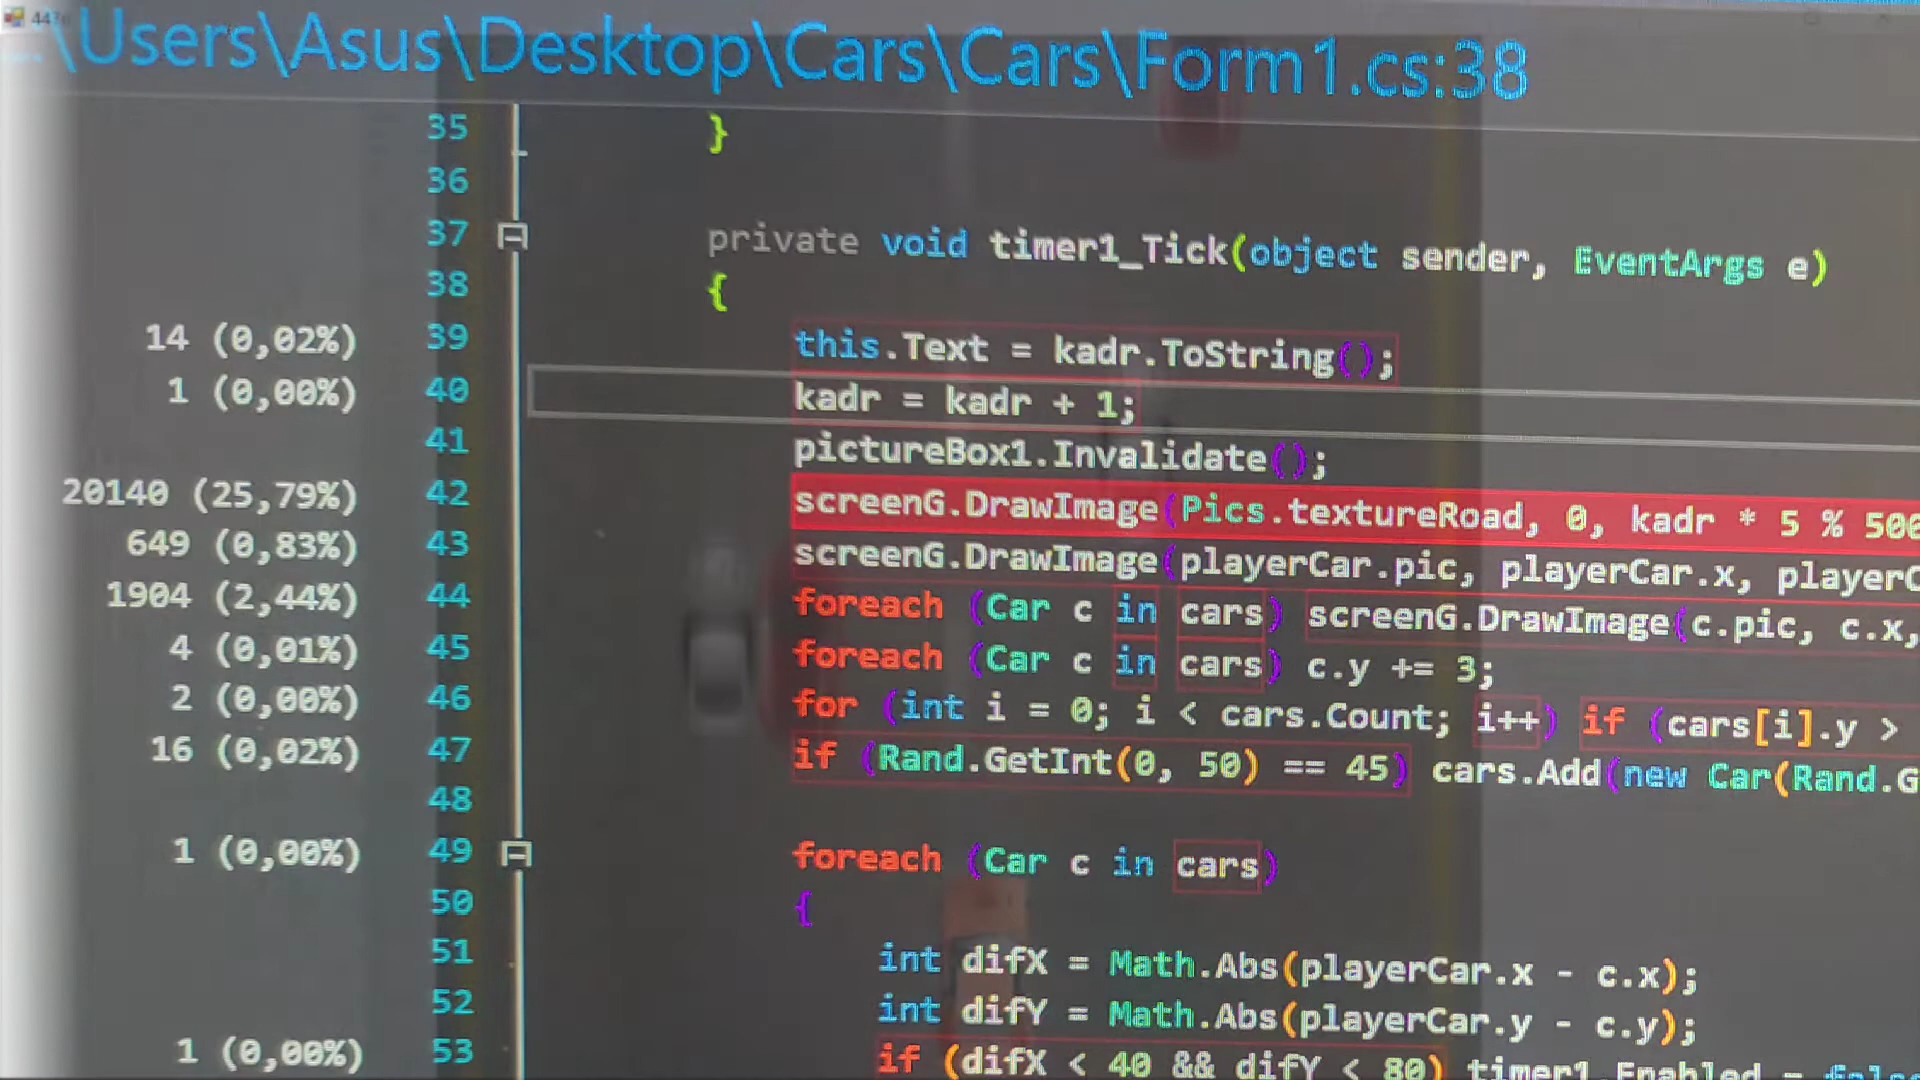 \Users\Asus\Desktop\Cars\Cars\Form1.cs:38
35 }
36
37 private void timer1_Tick(object sender, EventArgs e)
38 {
14 (0,02%) 39 this.Text = kadr.ToString();
1 (0,00%) 40 kadr = kadr + 1;
41 pictureBox1.Invalidate();
20140 (25,79%) 42 screenG.DrawImage(Pics.textureRoad, 0, kadr * 5 % 500
649 (0,83%) 43 screenG.DrawImage(playerCar.pic, playerCar.x, playerC
1904 (2,44%) 44 foreach (Car c in cars) screenG.DrawImage(c.pic, c.x,
4 (0,01%) 45 foreach (Car c in cars) c.y += 3;
2 (0,00%) 46 for (int i = 0; i < cars.Count; i++) if (cars[i].y >
16 (0,02%) 47 if (Rand.GetInt(0, 50) == 45) cars.Add(new Car(Rand.G
48
1 (0,00%) 49 foreach (Car c in cars)
50 {
51 int difX = Math.Abs(playerCar.x - c.x);
52 int difY = Math.Abs(playerCar.y - c.y);
1 (0,00%) 53 if (difX < 40 && difY < 80) timer1.Enabled =